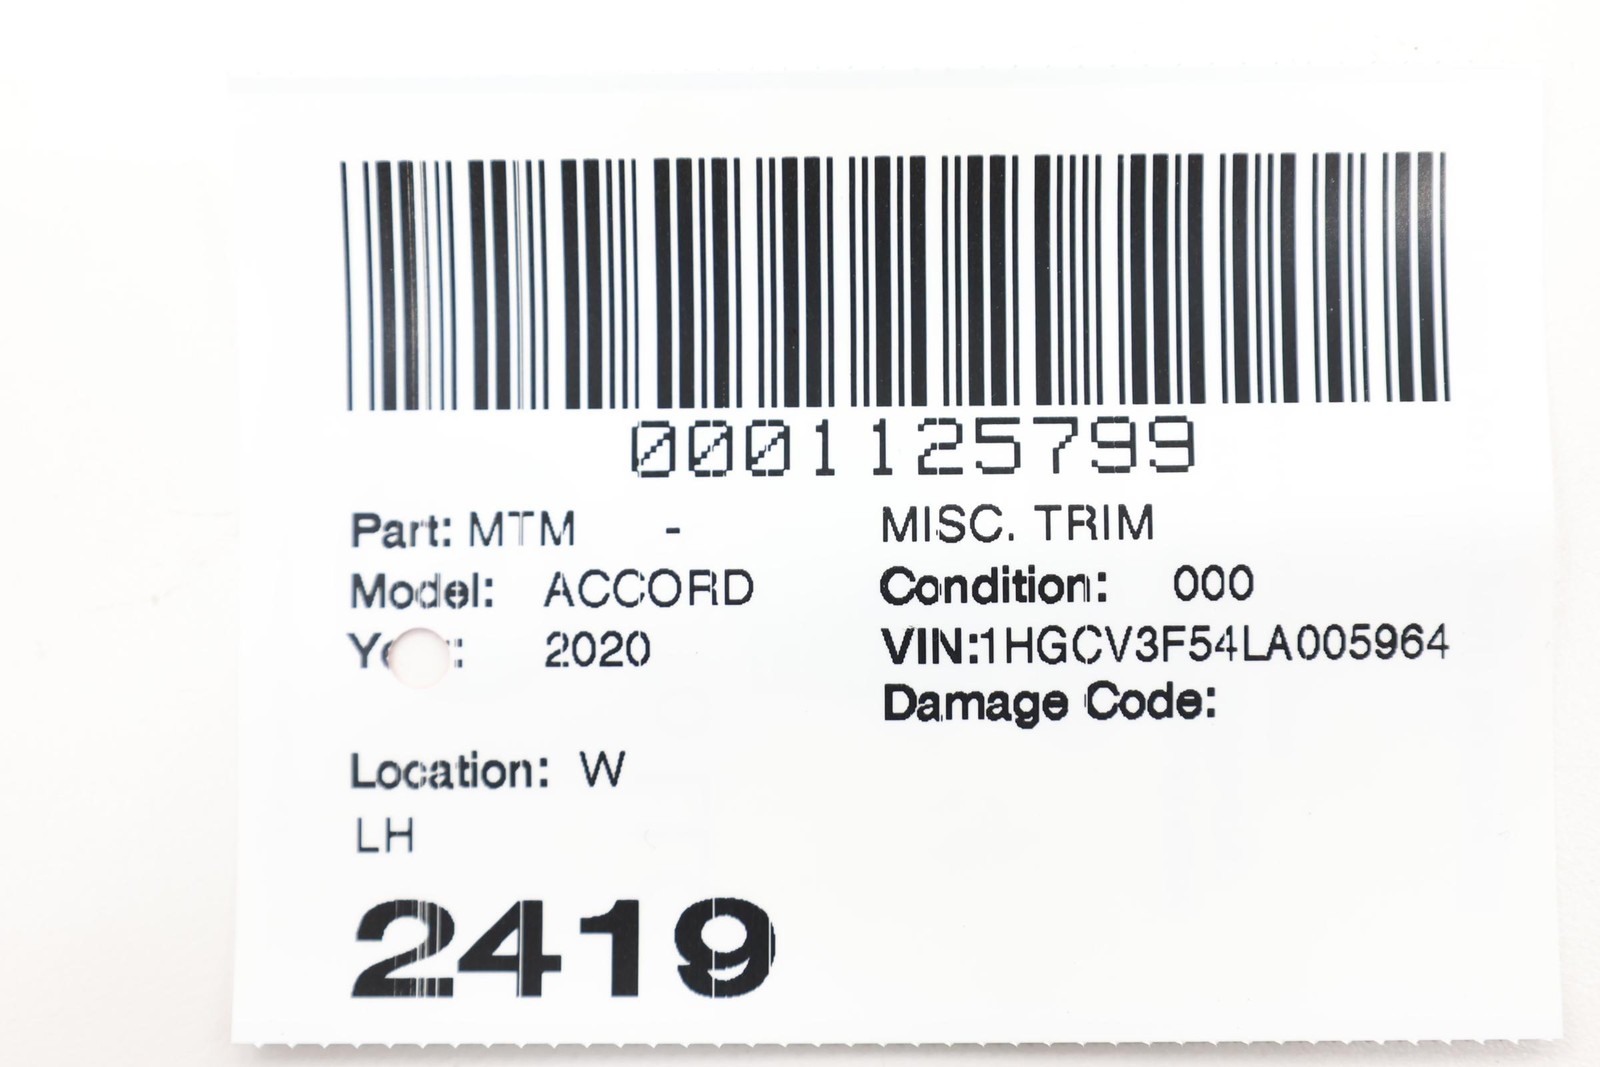 0001125799
Part: MTM - MISC. TRIM
Model: ACCORD Condition: 000
: 2020 VIN:1HGCV3F54LA005964
Damage Code:
Location: W
LH
2419